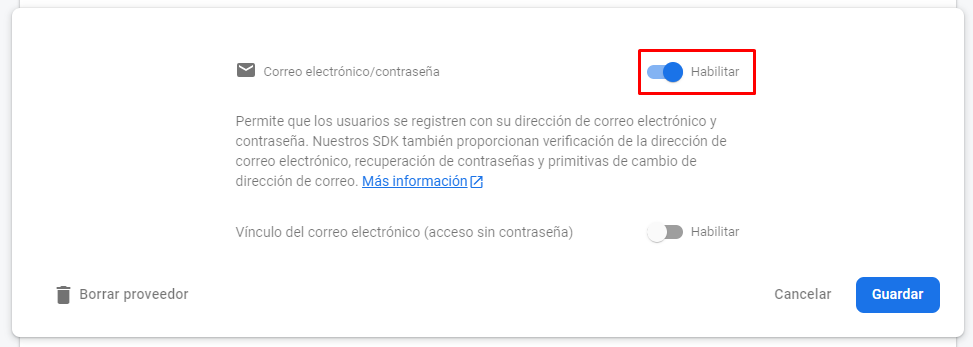 Correo electrónico/contraseña
Habilitar
Permite que los usuarios se registren con su dirección de correo electrónico y
contraseña. Nuestros SDK también proporcionan verificación de la dirección de
correo electrónico, recuperación de contraseñas y primitivas de cambio de
dirección de correo. Más información
Vínculo del correo electrónico (acceso sin contraseña)
Habilitar
Borrar proveedor
Cancelar
Guardar